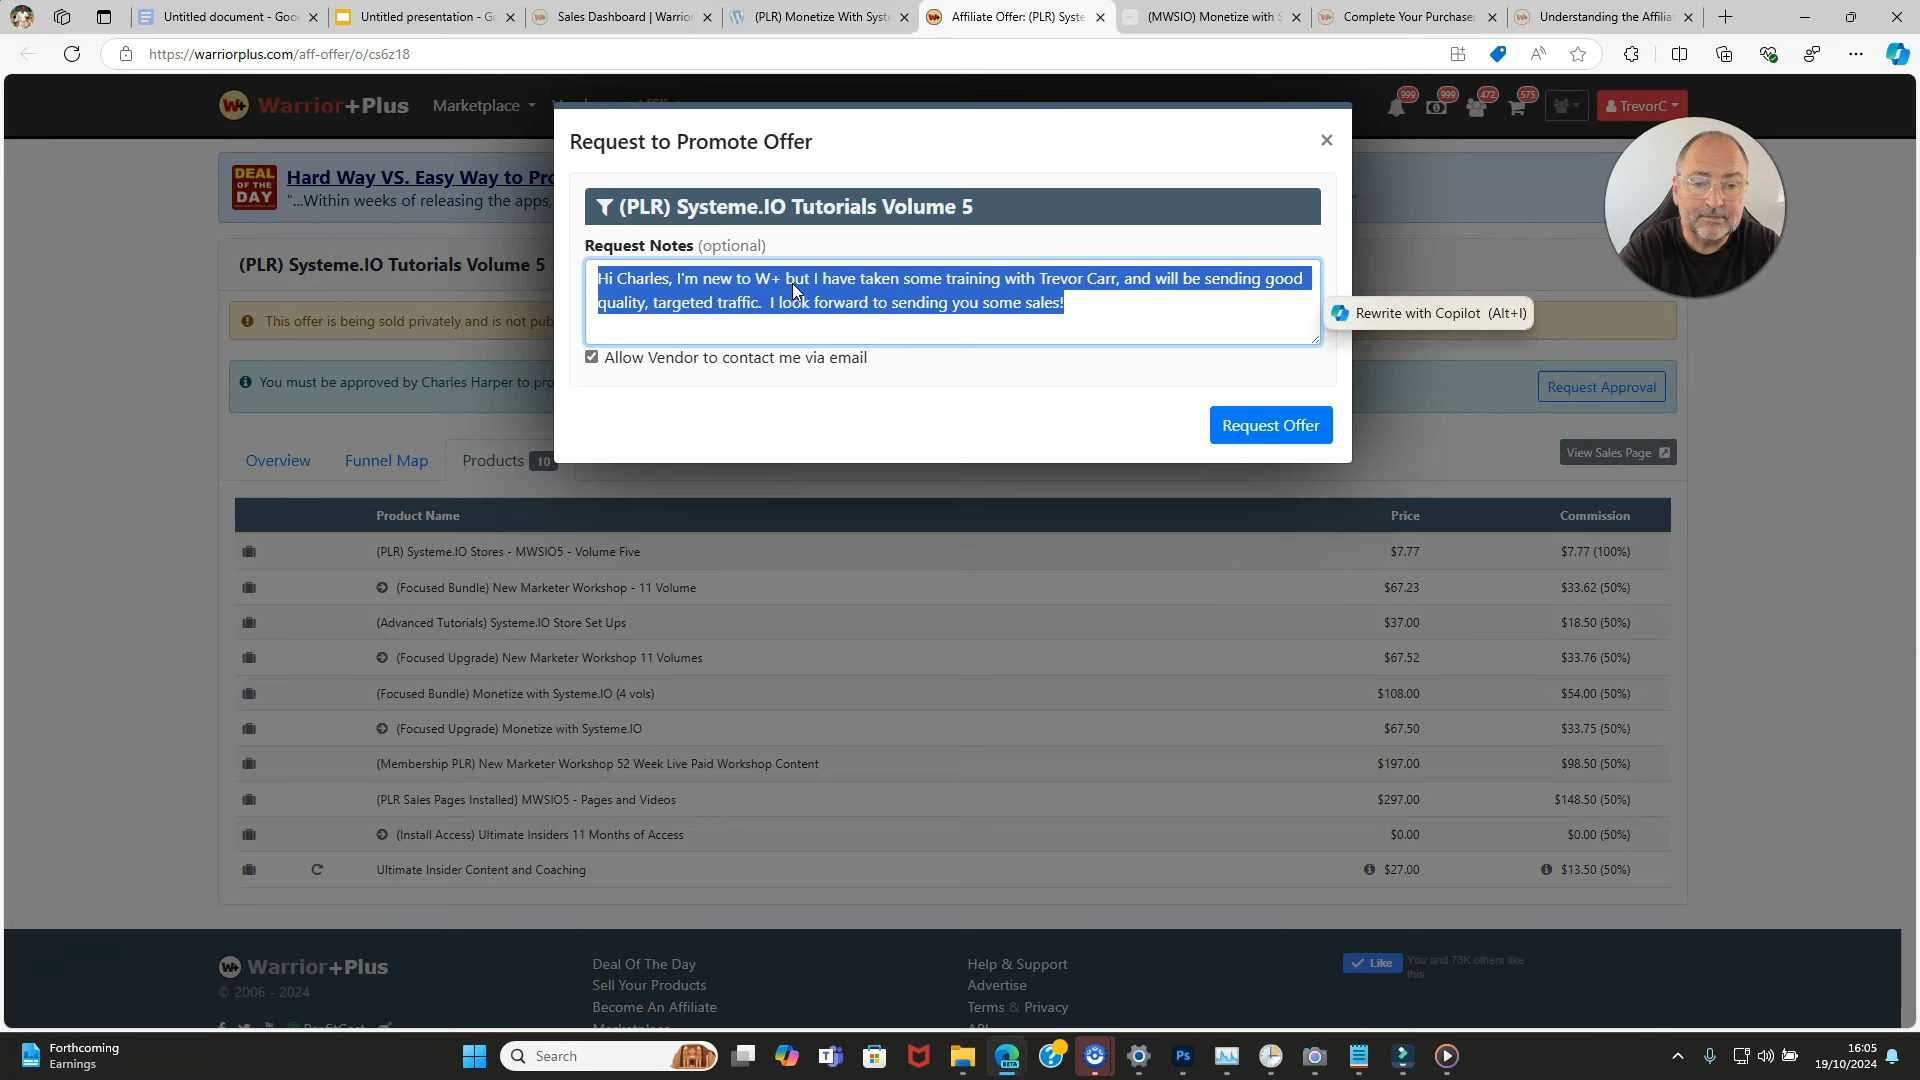 Untitled document - Goo
Untitled presentation - Go
Sales Dashboard | Warrio
(PLR) Monetize With Syste
Affiliate Offer: (PLR) Syste
(MWSIO) Monetize with S
Complete Your Purchase:
Understanding the Affilia
https://warriorplus.com/aff-offer/o/cs6z18
Warrior+Plus
Marketplace
999
999
472
575
TrevorC
DEAL OF THE DAY
Hard Way VS. Easy Way to Pro
"...Within weeks of releasing the apps,
Request to Promote Offer
(PLR) Systeme.IO Tutorials Volume 5
Request Notes (optional)
Hi Charles, I'm new to W+ but I have taken some training with Trevor Carr, and will be sending good
quality, targeted traffic.  I look forward to sending you some sales!
Rewrite with Copilot (Alt+I)
Allow Vendor to contact me via email
Request Offer
(PLR) Systeme.IO Tutorials Volume 5
This offer is being sold privately and is not pub
You must be approved by Charles Harper to pro
Request Approval
Overview
Funnel Map
Products 10
View Sales Page
Product Name Price Commission
(PLR) Systeme.IO Stores - MWSIO5 - Volume Five $7.77 $7.77 (100%)
(Focused Bundle) New Marketer Workshop - 11 Volume $67.23 $33.62 (50%)
(Advanced Tutorials) Systeme.IO Store Set Ups $37.00 $18.50 (50%)
(Focused Upgrade) New Marketer Workshop 11 Volumes $67.52 $33.76 (50%)
(Focused Bundle) Monetize with Systeme.IO (4 vols) $108.00 $54.00 (50%)
(Focused Upgrade) Monetize with Systeme.IO $67.50 $33.75 (50%)
(Membership PLR) New Marketer Workshop 52 Week Live Paid Workshop Content $197.00 $98.50 (50%)
(PLR Sales Pages Installed) MWSIO5 - Pages and Videos $297.00 $148.50 (50%)
(Install Access) Ultimate Insiders 11 Months of Access $0.00 $0.00 (50%)
Ultimate Insider Content and Coaching $27.00 $13.50 (50%)
Warrior+Plus
© 2006 - 2024
Deal Of The Day
Sell Your Products
Become An Affiliate
Help & Support
Advertise
Terms & Privacy
Like
You and 73K others like
this.
Forthcoming
Earnings
Search
16:05
19/10/2024